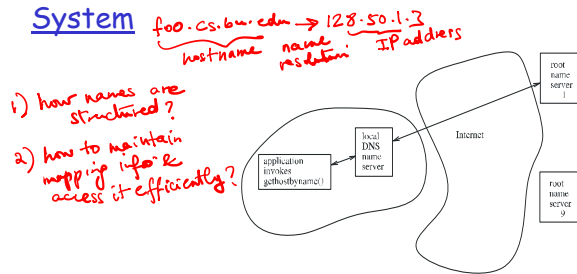 System foo.cs.bu.edu → 128.50.1.3
hostname name resolution IP address
1) how names are
structured?
2) how to maintain
mapping info &
access it efficiently?
application
invokes
gethostbyname()
local
DNS
name
server
Internet
root
name
server
1
root
name
server
9